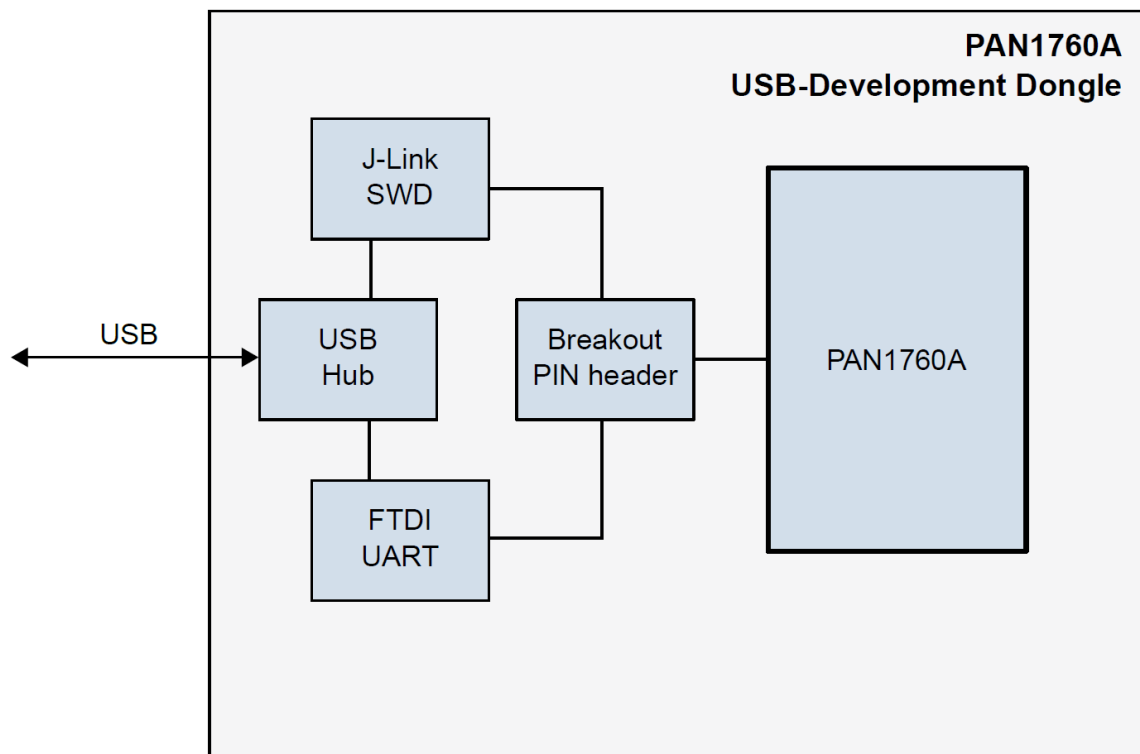 PAN1760A
USB-Development Dongle
J-Link
SWD
USB
USB
Hub
Breakout
PIN header
PAN1760A
FTDI
UART